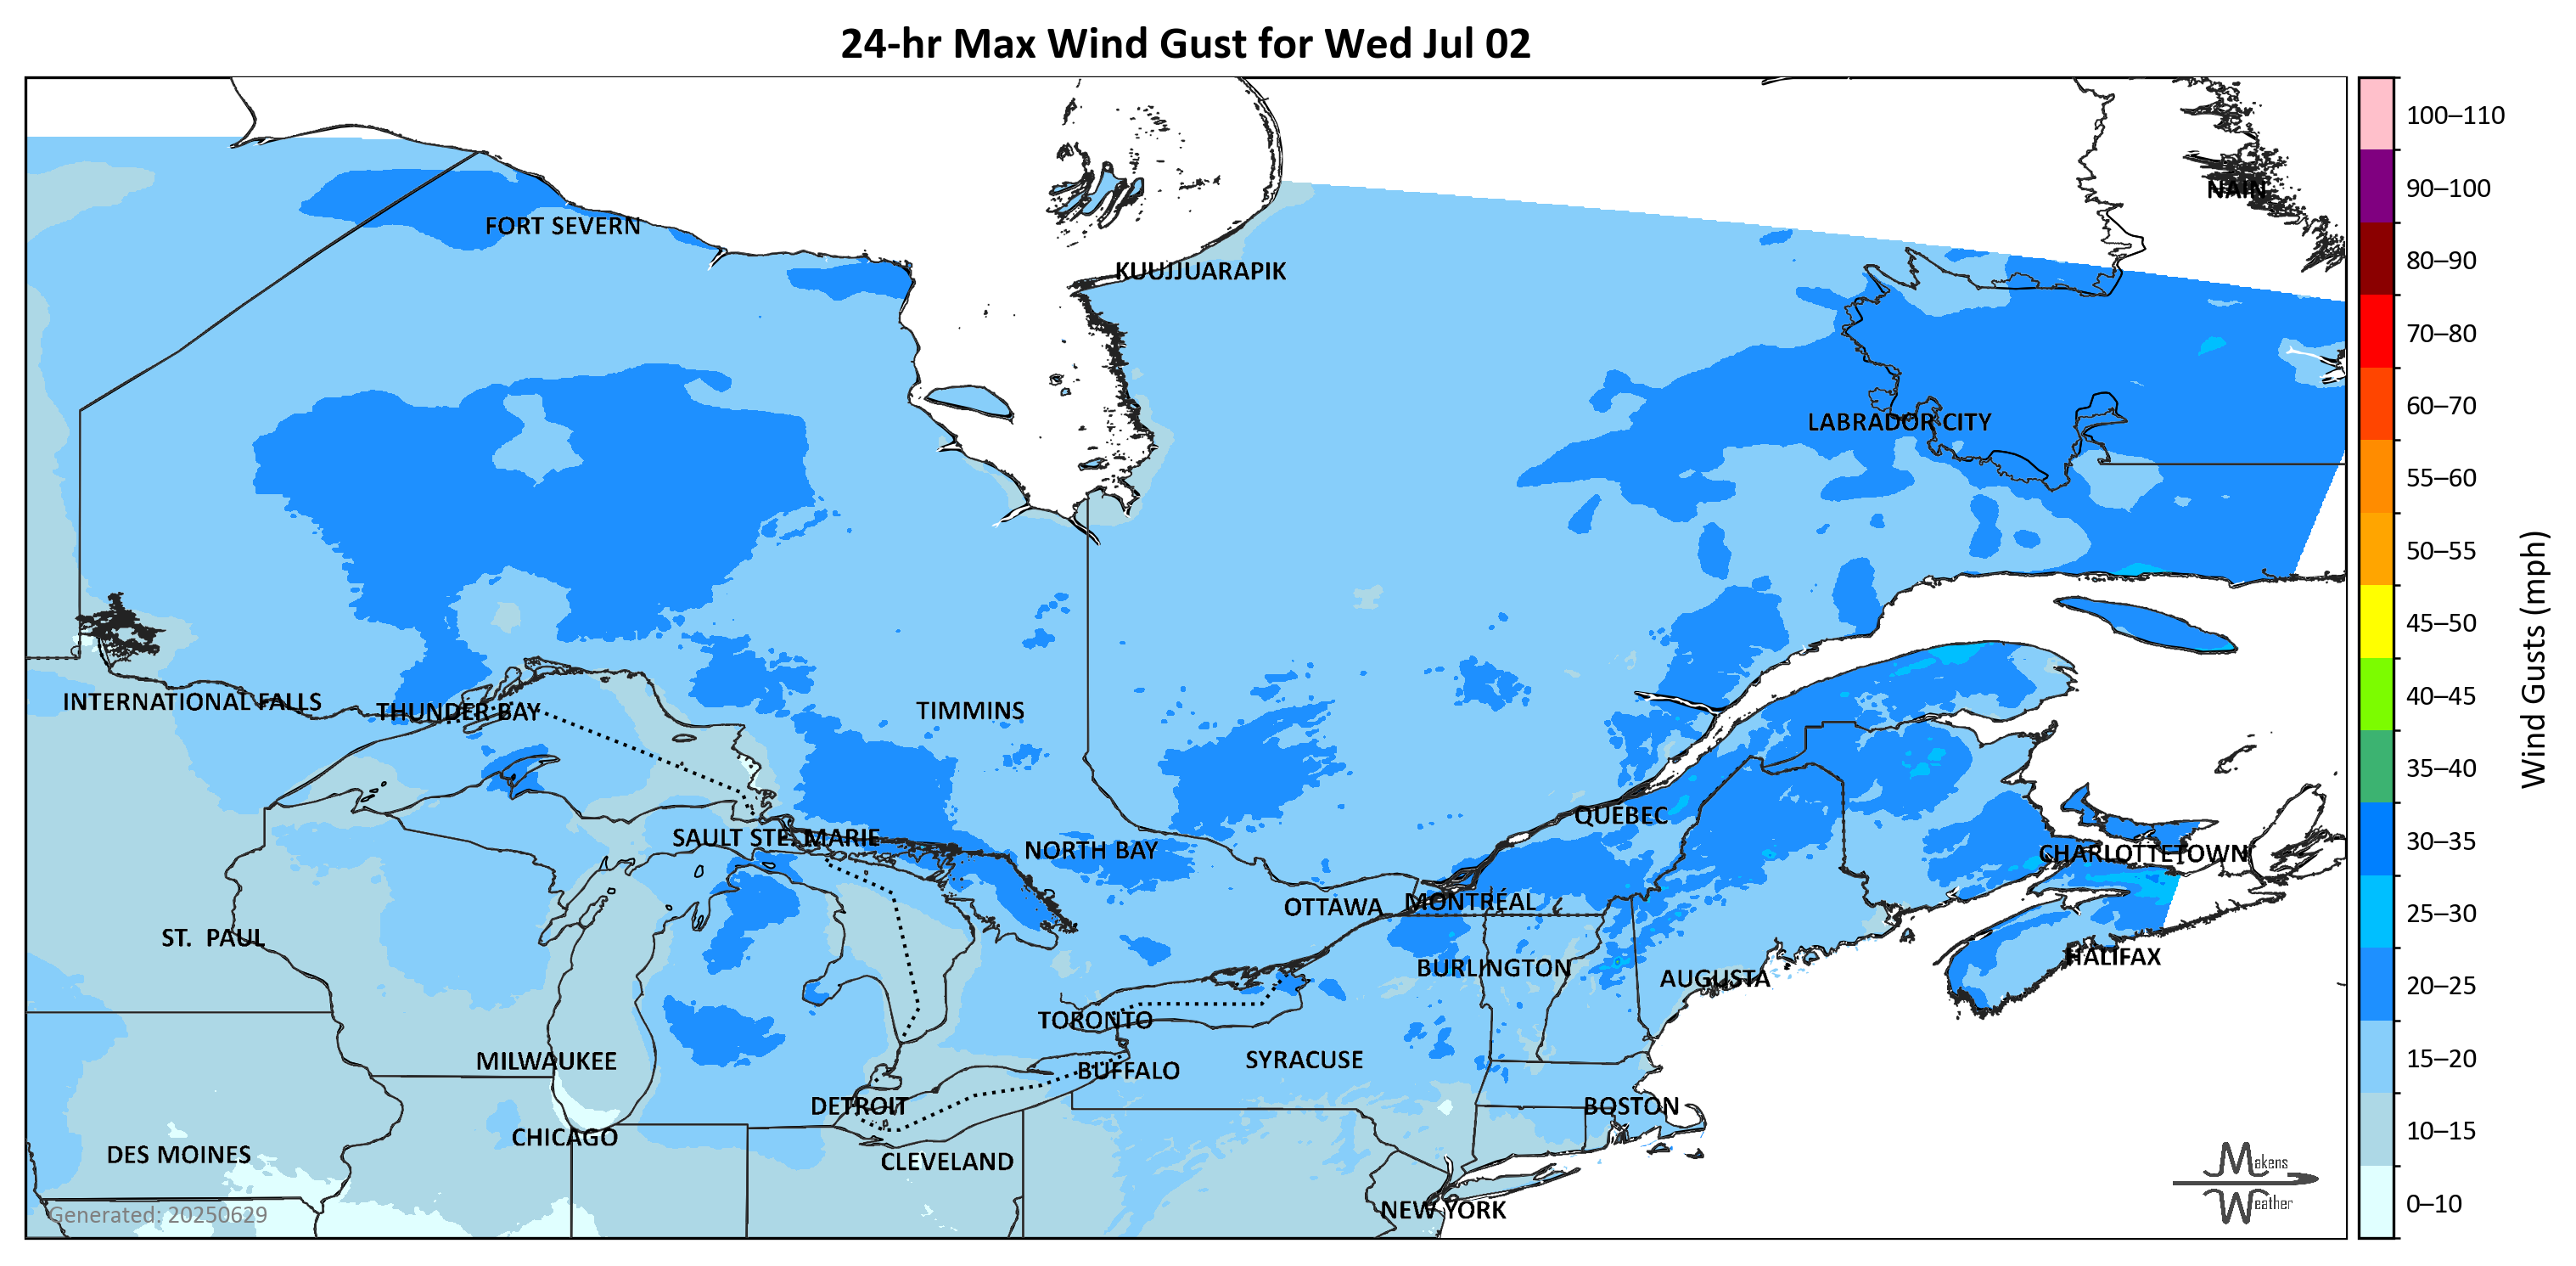 24-hr Max Wind Gust for Wed Jul 02
100–110
90–100
80–90
70–80
60–70
55–60
50–55
45–50
40–45
35–40
30–35
25–30
20–25
15–20
10–15
0–10
Wind Gusts (mph)
NAIN
FORT SEVERN
KUUJJUARAPIK
LABRADOR CITY
INTERNATIONAL FALLS
THUNDER BAY
TIMMINS
QUÉBEC
SAULT STE. MARIE
NORTH BAY
CHARLOTTETOWN
OTTAWA
MONTRÉAL
ST. PAUL
HALIFAX
BURLINGTON
AUGUSTA
TORONTO
MILWAUKEE
SYRACUSE
BUFFALO
DETROIT
BOSTON
CHICAGO
DES MOINES
CLEVELAND
NEW YORK
Generated: 20250629
Makens
Weather